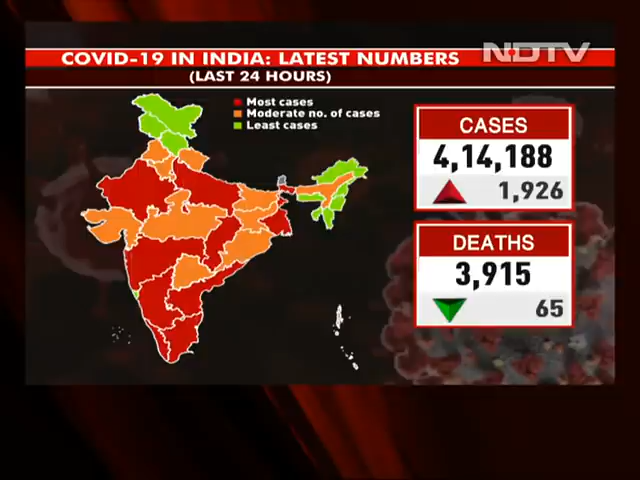 COVID-19 IN INDIA: LATEST NUMBERS
NDTV
(LAST 24 HOURS)
Most cases
Moderate no. of cases
Least cases
CASES
4,14,188
1,926
DEATHS
3,915
65